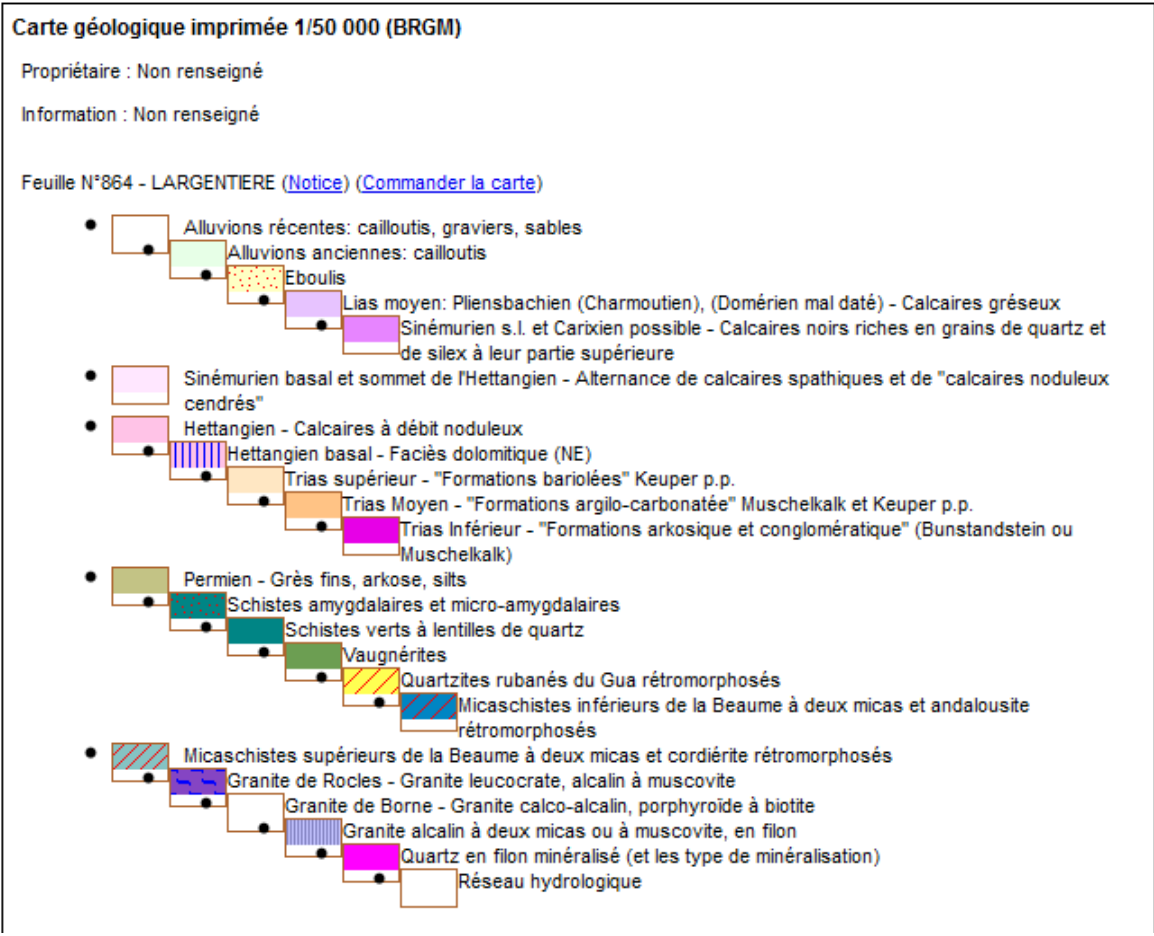 Carte géologique imprimée 1/50 000 (BRGM)
Propriétaire : Non renseigné
Information : Non renseigné
Feuille N°864 - LARGENTIERE (Notice) (Commander la carte)
Alluvions récentes: cailloutis, graviers, sables
Alluvions anciennes: cailloutis
Eboulis
Lias moyen: Pliensbachien (Charmoutien), (Domérien mal daté) - Calcaires gréseux
Sinémurien s.l. et Carixien possible - Calcaires noirs riches en grains de quartz et
de silex à leur partie supérieure
Sinémurien basal et sommet de l'Hettangien - Alternance de calcaires spathiques et de "calcaires noduleux
cendrés"
Hettangien - Calcaires à débit noduleux
Hettangien basal - Faciès dolomitique (NE)
Trias supérieur - "Formations bariolées" Keuper p.p.
Trias Moyen - "Formations argilo-carbonatée" Muschelkalk et Keuper p.p.
Trias Inférieur - "Formations arkosique et conglomératique" (Bunstandstein ou
Muschelkalk)
Permien - Grès fins, arkose, silts
Schistes amygdalaires et micro-amygdalaires
Schistes verts à lentilles de quartz
Vaugnérites
Quartzites rubanés du Gua rétromorphosés
Micaschistes inférieurs de la Beaume à deux micas et andalousite
rétromorphosés
Micaschistes supérieurs de la Beaume à deux micas et cordiérite rétromorphosés
Granite de Rocles - Granite leucocrate, alcalin à muscovite
Granite de Borne - Granite calco-alcalin, porphyroïde à biotite
Granite alcalin à deux micas ou à muscovite, en filon
Quartz en filon minéralisé (et les type de minéralisation)
Réseau hydrologique